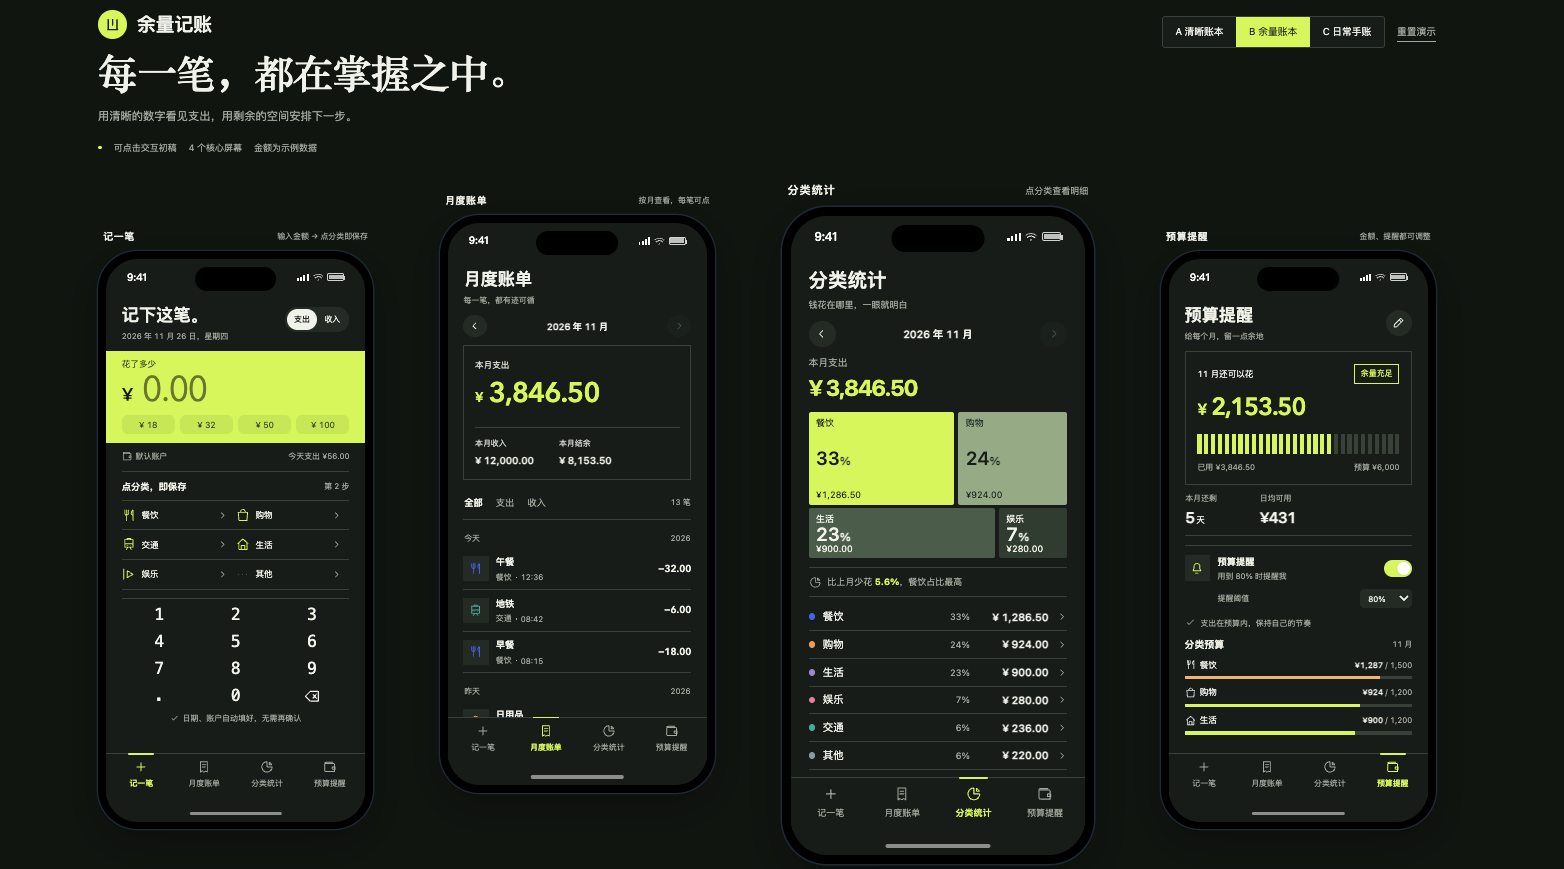 余量记账
A 清晰账本 B 余量账本 C 日常手账 重置演示
每一笔，都在掌握之中。
用清晰的数字看见支出，用剩余的空间安排下一步。
可点击交互初稿 4 个核心屏幕 金额为示例数据
记一笔 输入金额 → 点分类即保存
9:41
记下这笔。
支出 收入
2026 年 11 月 26 日，星期四
花了多少
¥ 0.00
¥ 18 ¥ 32 ¥ 50 ¥ 100
默认账户 今天支出 ¥56.00
点分类，即保存 第 2 步
餐饮 购物
交通 生活
娱乐 其他
1 2 3
4 5 6
7 8 9
. 0
日期、账户自动填好，无需再确认
记一笔 月度账单 分类统计 预算提醒
月度账单 按月查看，每笔可点
9:41
月度账单
每一笔，都有迹可循
2026 年 11 月
本月支出
¥ 3,846.50
本月收入 本月结余
¥ 12,000.00 ¥ 8,153.50
全部 支出 收入 13 笔
今天 2026
午餐
餐饮 · 12:36 −32.00
地铁
交通 · 08:42 −6.00
早餐
餐饮 · 08:15 −18.00
昨天 2026
日用品
记一笔 月度账单 分类统计 预算提醒
分类统计 点分类查看明细
9:41
分类统计
钱花在哪里，一眼就明白
2026 年 11 月
本月支出
¥ 3,846.50
餐饮 33% ¥1,286.50
购物 24% ¥924.00
生活 23% ¥900.00
娱乐 7% ¥280.00
比上月少花 5.6%，餐饮占比最高
餐饮 33% ¥ 1,286.50
购物 24% ¥ 924.00
生活 23% ¥ 900.00
娱乐 7% ¥ 280.00
交通 6% ¥ 236.00
其他 6% ¥ 220.00
记一笔 月度账单 分类统计 预算提醒
预算提醒 金额、提醒都可调整
9:41
预算提醒
给每个月，留一点余地
11 月还可以花 余量充足
¥ 2,153.50
已用 ¥3,846.50 预算 ¥6,000
本月还剩 日均可用
5 天 ¥431
预算提醒
用到 80% 时提醒我
提醒阈值 80%
支出在预算内，保持自己的节奏
分类预算 11 月
餐饮 ¥1,287 / 1,500
购物 ¥924 / 1,200
生活 ¥900 / 1,200
记一笔 月度账单 分类统计 预算提醒